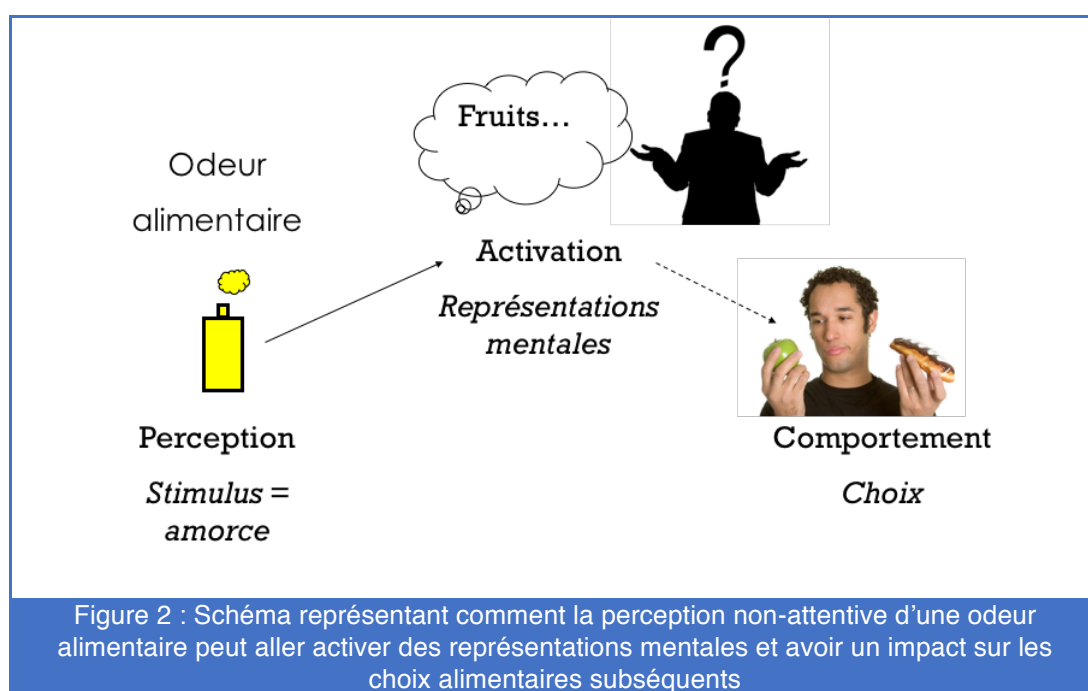 ?
Fruits…
Odeur
alimentaire
Activation
Représentations
mentales
Perception
Stimulus =
amorce
Comportement
Choix
Figure 2 : Schéma représentant comment la perception non-attentive d’une odeur
alimentaire peut aller activer des représentations mentales et avoir un impact sur les
choix alimentaires subséquents